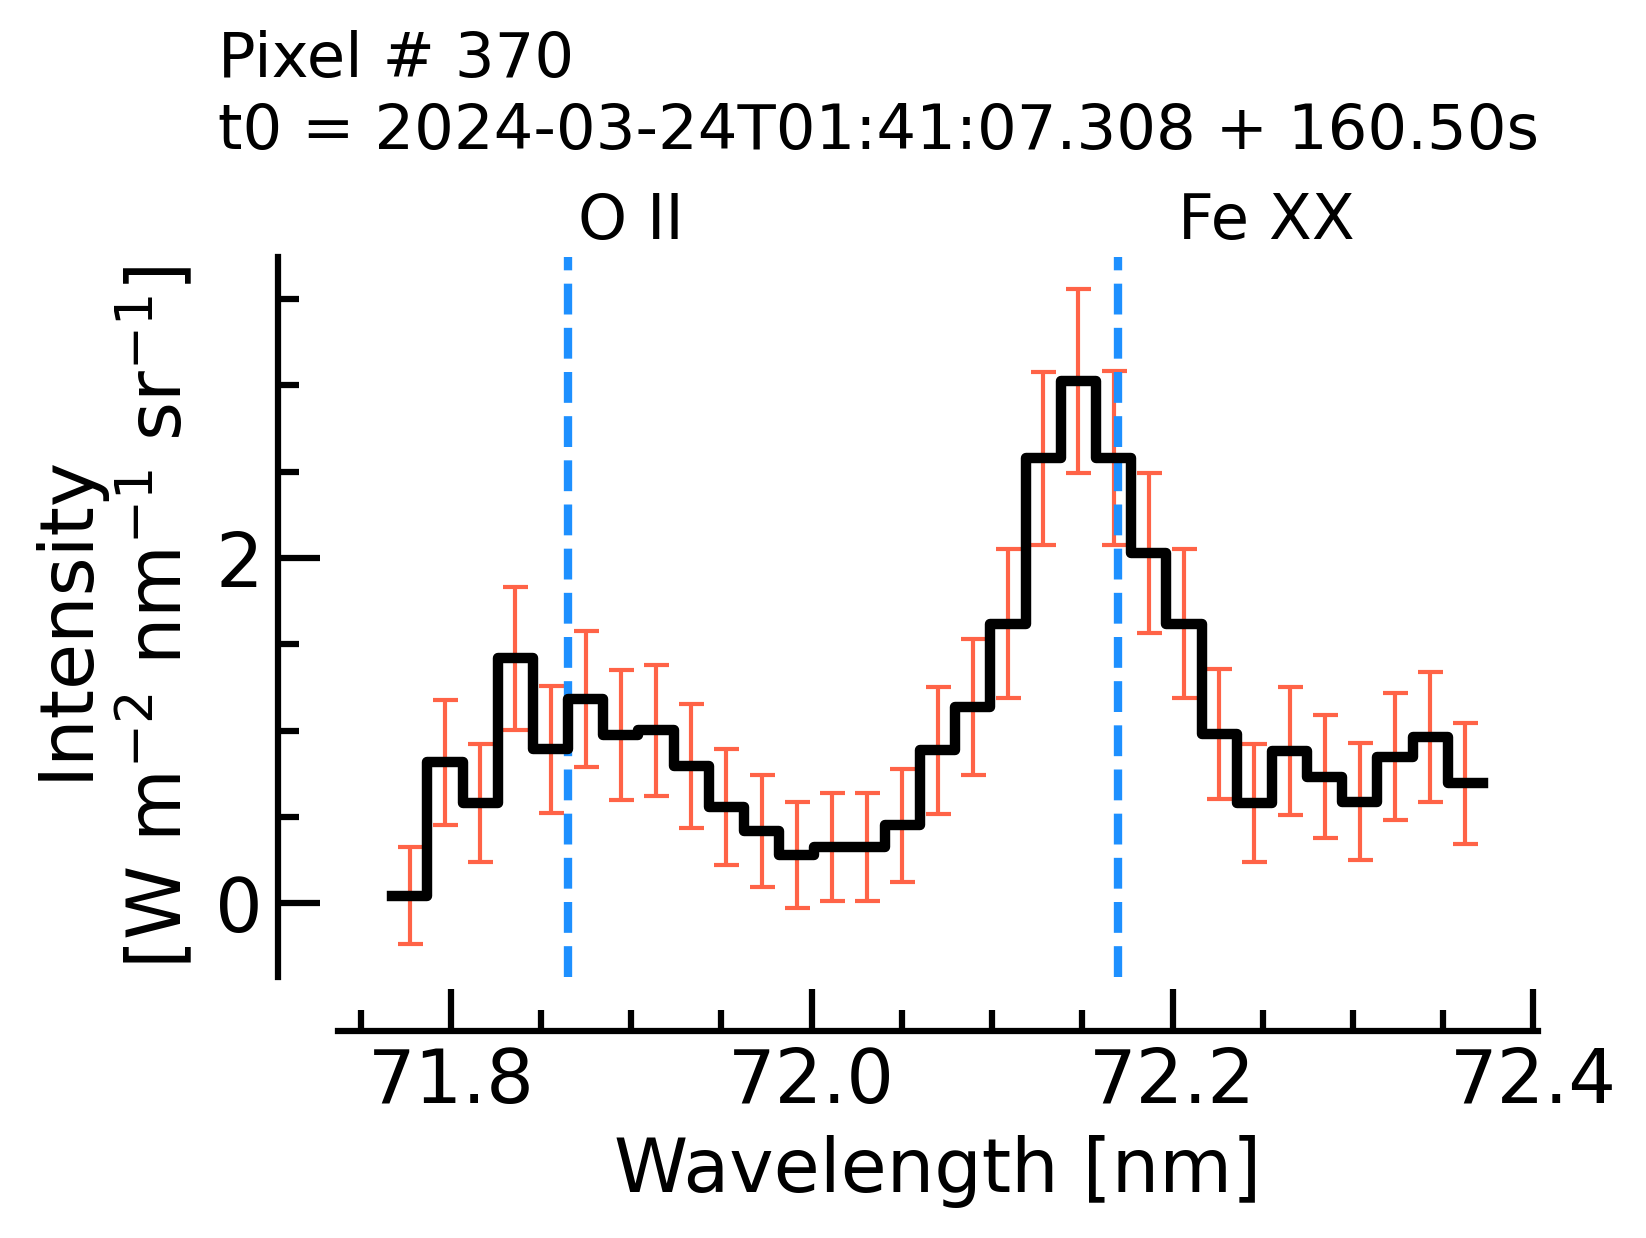 Pixel # 370
t0 = 2024-03-24T01:41:07.308 + 160.50s
O II
Fe XX
Intensity
[W m⁻² nm⁻¹ sr⁻¹]
2
0
71.8
72.0
72.2
72.4
Wavelength [nm]